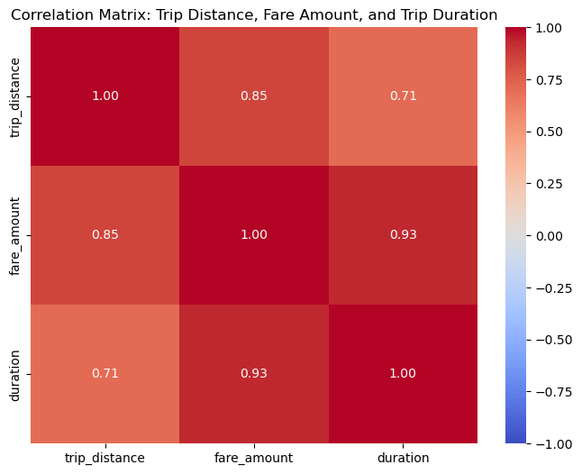 Correlation Matrix: Trip Distance, Fare Amount, and Trip Duration
trip_distance
1.00 0.85 0.71
fare_amount
0.85 1.00 0.93
duration
0.71 0.93 1.00
trip_distance fare_amount duration
1.00
0.75
0.50
0.25
0.00
−0.25
−0.50
−0.75
−1.00